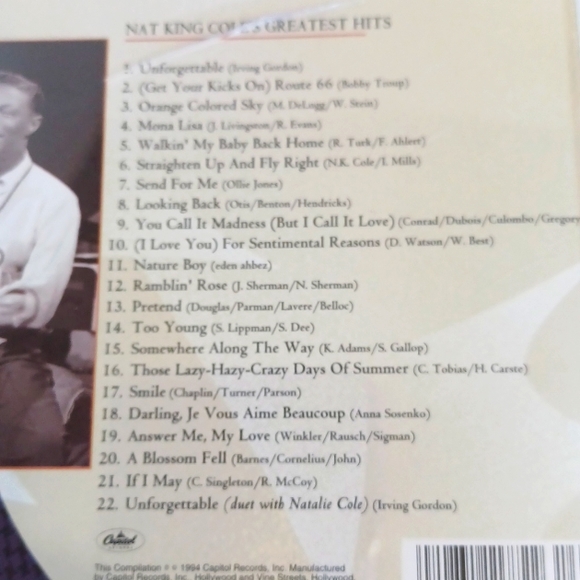 NAT KING COLE'S GREATEST HITS
1. Unforgettable (Irving Gordon)
2. (Get Your Kicks On) Route 66 (Bobby Troup)
3. Orange Colored Sky (M. DeLugg/W. Stein)
4. Mona Lisa (J. Livingston/R. Evans)
5. Walkin' My Baby Back Home (R. Turk/F. Ahlert)
6. Straighten Up And Fly Right (N.K. Cole/I. Mills)
7. Send For Me (Ollie Jones)
8. Looking Back (Otis/Benton/Hendricks)
9. You Call It Madness (But I Call It Love) (Conrad/Dubois/Columbo/Gregory
10. (I Love You) For Sentimental Reasons (D. Watson/W. Best)
11. Nature Boy (eden ahbez)
12. Ramblin' Rose (J. Sherman/N. Sherman)
13. Pretend (Douglas/Parman/Lavere/Belloc)
14. Too Young (S. Lippman/S. Dee)
15. Somewhere Along The Way (K. Adams/S. Gallop)
16. Those Lazy-Hazy-Crazy Days Of Summer (C. Tobias/H. Carste)
17. Smile (Chaplin/Turner/Parson)
18. Darling, Je Vous Aime Beaucoup (Anna Sosenko)
19. Answer Me, My Love (Winkler/Rausch/Sigman)
20. A Blossom Fell (Barnes/Cornelius/John)
21. If I May (C. Singleton/R. McCoy)
22. Unforgettable (duet with Natalie Cole) (Irving Gordon)
Capitol
This Compilation ℗ © 1994 Capitol Records, Inc. Manufactured
by Capitol Records, Inc., Hollywood and Vine Streets, Hollywood,